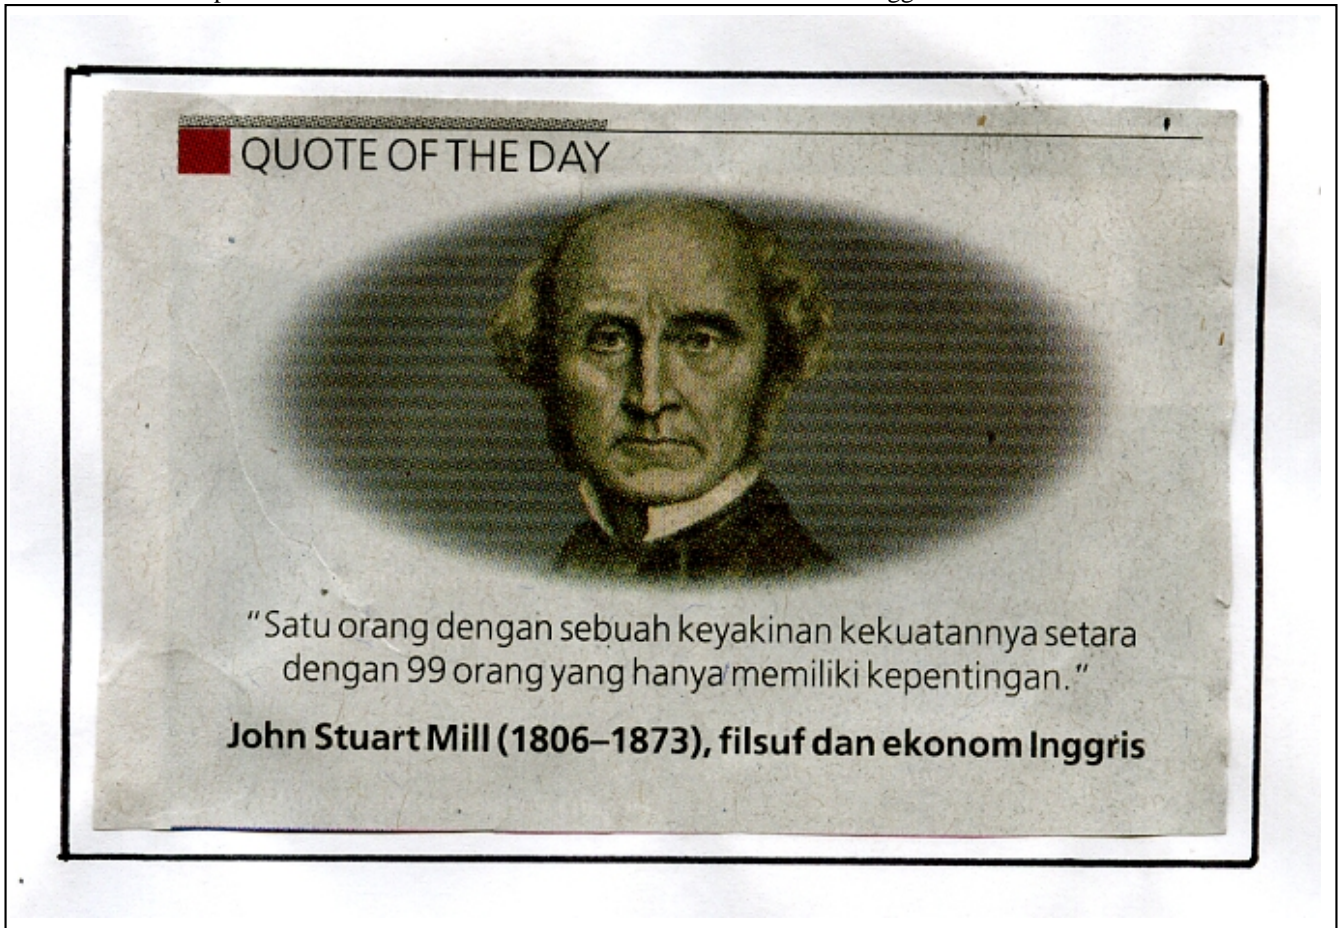 QUOTE OF THE DAY
“Satu orang dengan sebuah keyakinan kekuatannya setara
dengan 99 orang yang hanya memiliki kepentingan.”
John Stuart Mill (1806–1873), filsuf dan ekonom Inggris